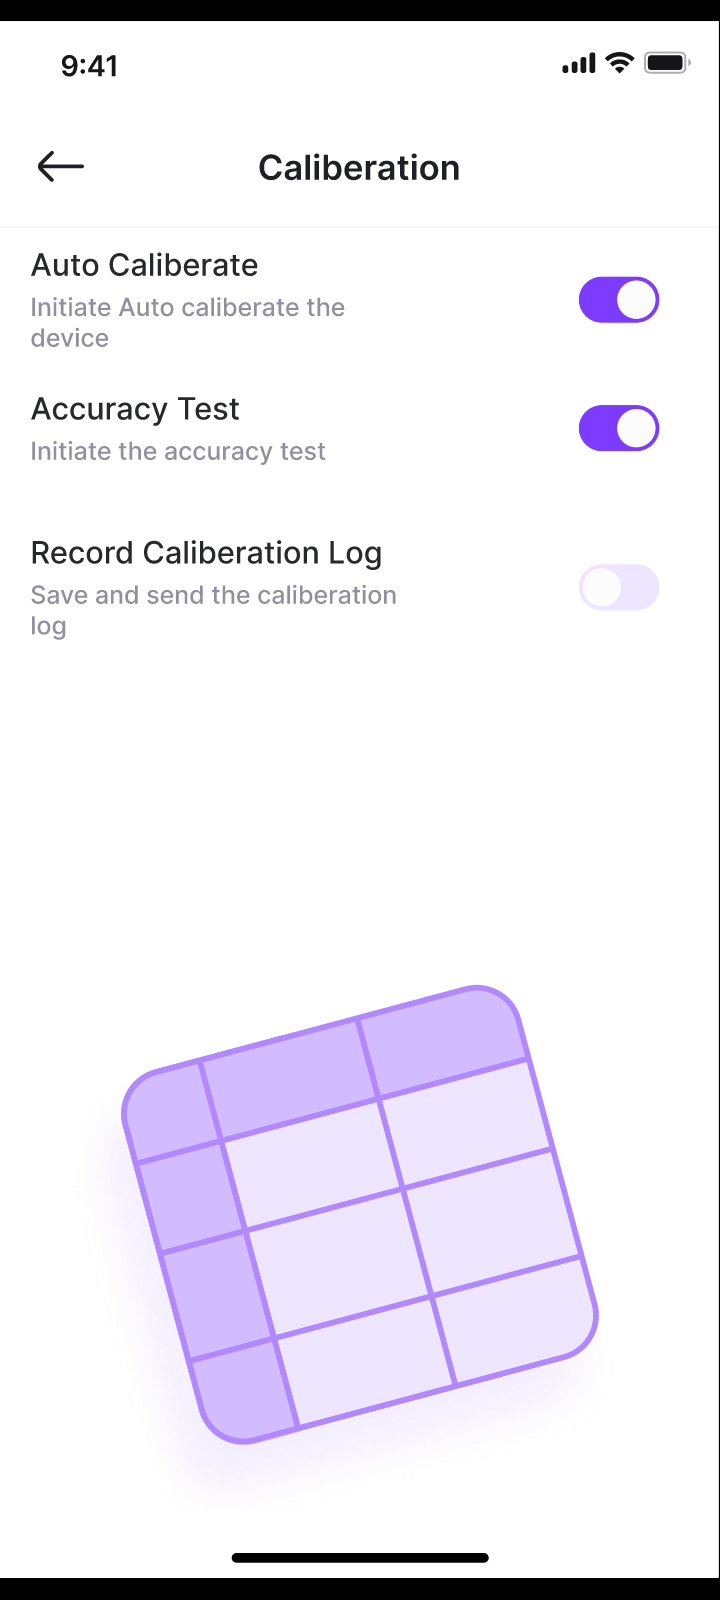 9:41
Caliberation
Auto Caliberate
Initiate Auto caliberate the
device
Accuracy Test
Initiate the accuracy test
Record Caliberation Log
Save and send the caliberation
log